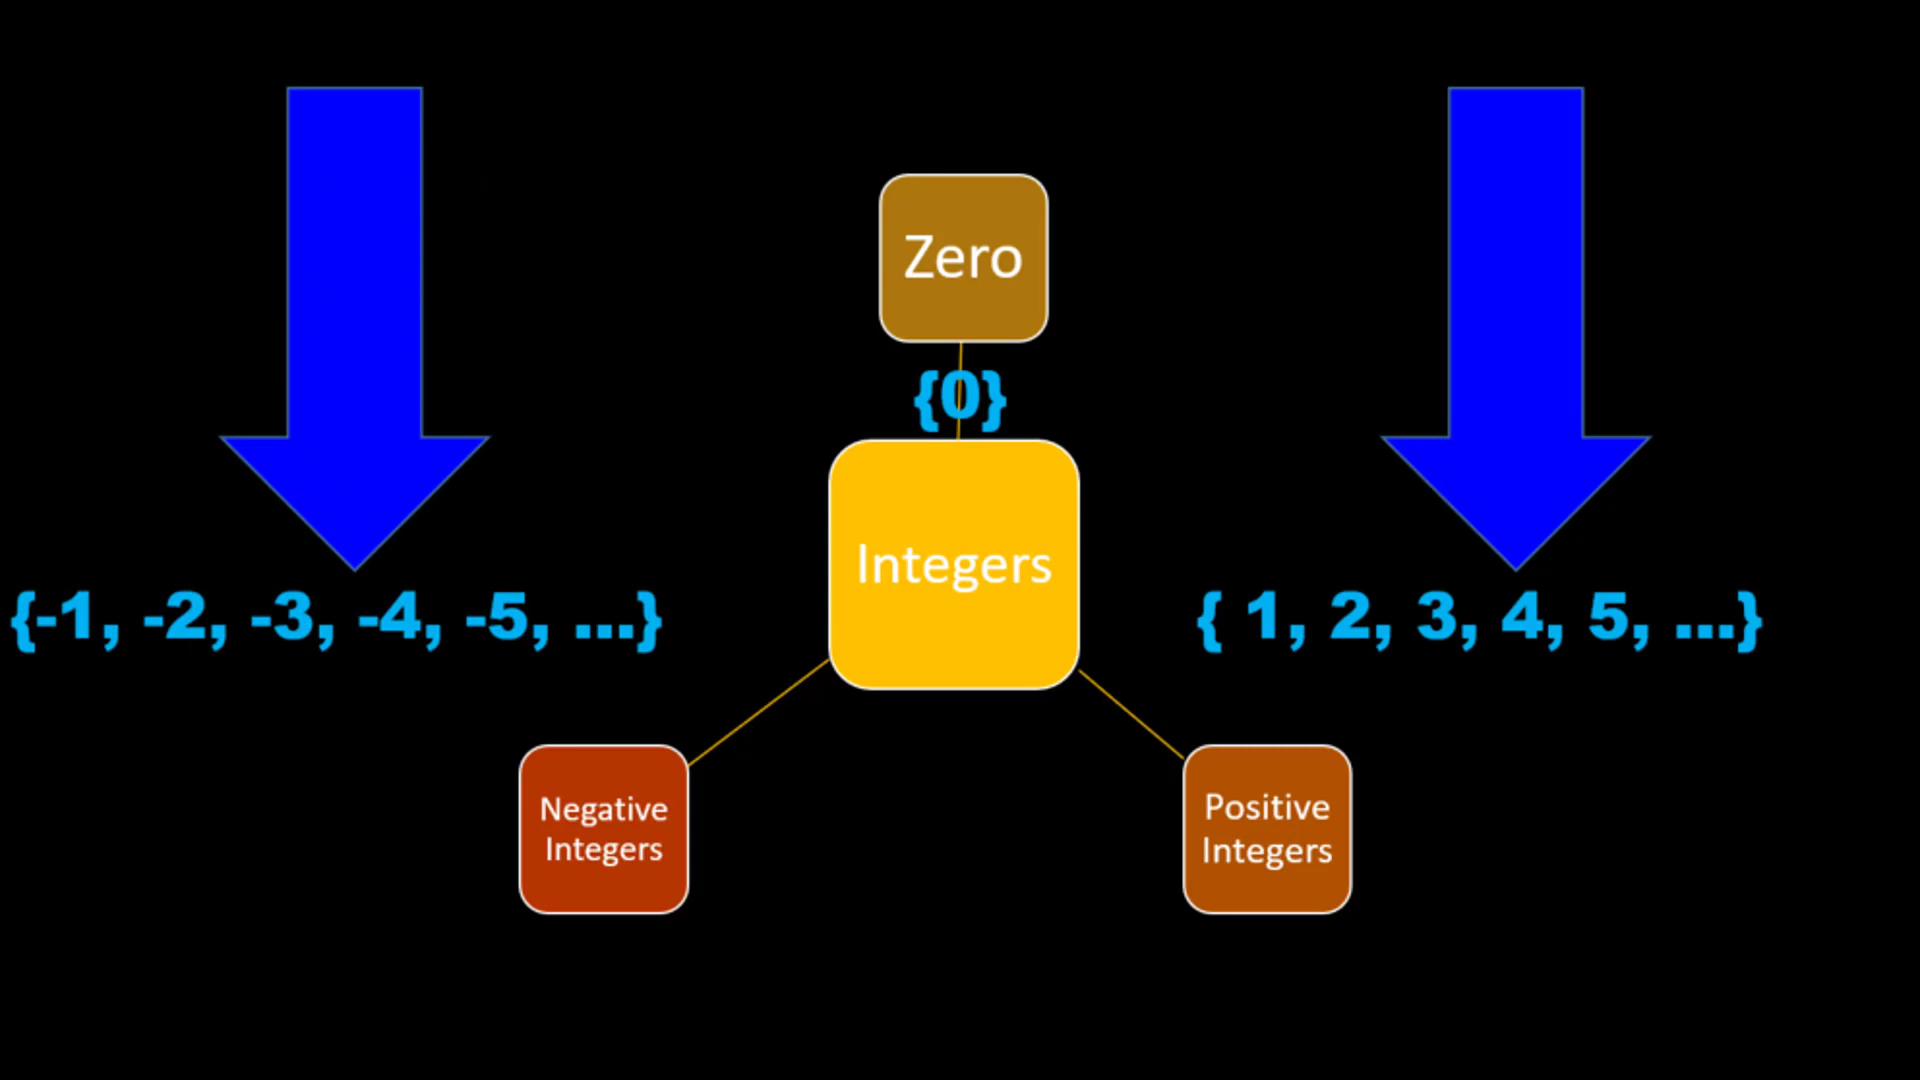 Zero
{0}
Integers
{-1, -2, -3, -4, -5, ...}
{ 1, 2, 3, 4, 5, ...}
Negative
Integers
Positive
Integers